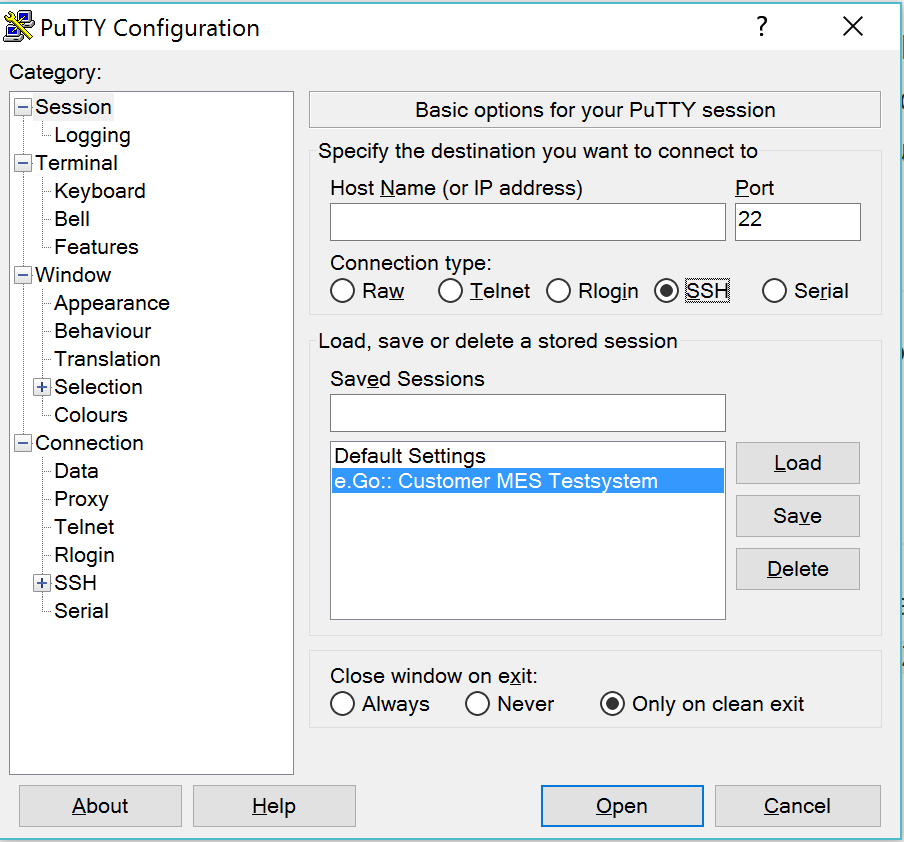 PuTTY Configuration
?
Category:
Session
Logging
Terminal
Keyboard
Bell
Features
Window
Appearance
Behaviour
Translation
Selection
Colours
Connection
Data
Proxy
Telnet
Rlogin
SSH
Serial
Basic options for your PuTTY session
Specify the destination you want to connect to
Host Name (or IP address) Port
22
Connection type:
Raw Telnet Rlogin SSH Serial
Load, save or delete a stored session
Saved Sessions
Default Settings
e.Go:: Customer MES Testsystem
Load
Save
Delete
Close window on exit:
Always Never Only on clean exit
About Help Open Cancel